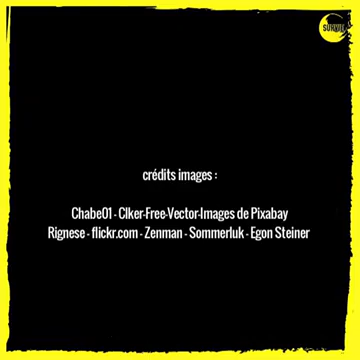 crédits images :
Chabe01 - Clker-Free-Vector-Images de Pixabay
Rignese - flickr.com - Zenman - Sommerluk - Egon Steiner